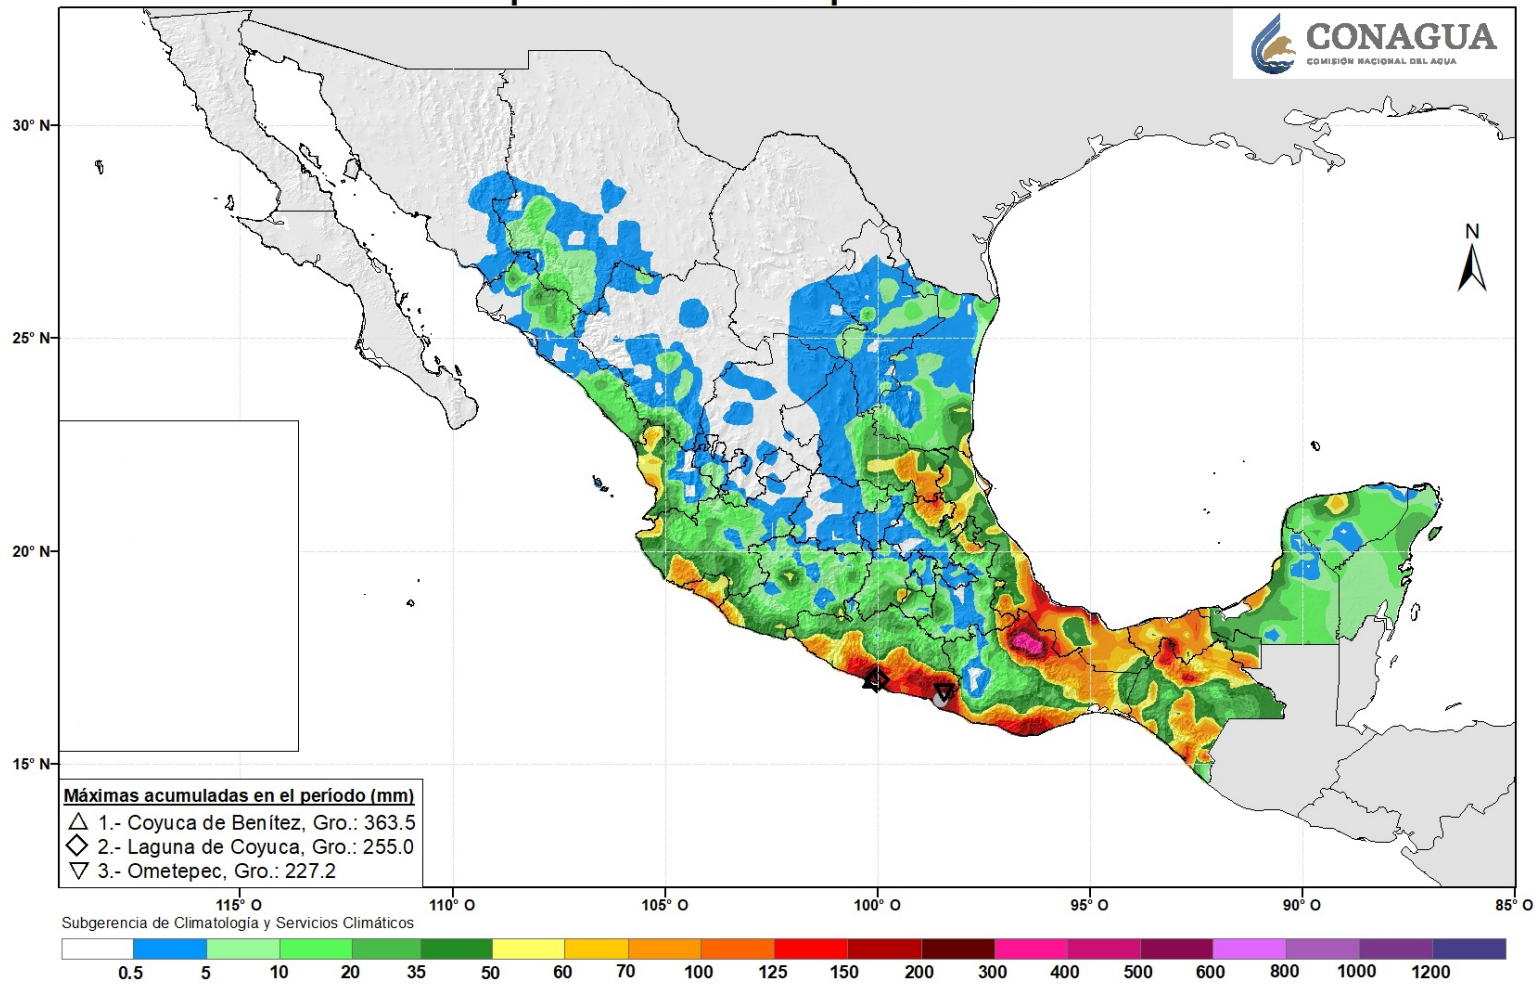 CONAGUA
COMISIÓN NACIONAL DEL AGUA
30° N
N
25° N
20° N
15° N
Máximas acumuladas en el período (mm)
1.- Coyuca de Benítez, Gro.: 363.5
2.- Laguna de Coyuca, Gro.: 255.0
3.- Ometepec, Gro.: 227.2
115° O 110° O 105° O 100° O 95° O 90° O 85° O
Subgerencia de Climatología y Servicios Climáticos
0.5 5 10 20 35 50 60 70 100 125 150 200 300 400 500 600 800 1000 1200